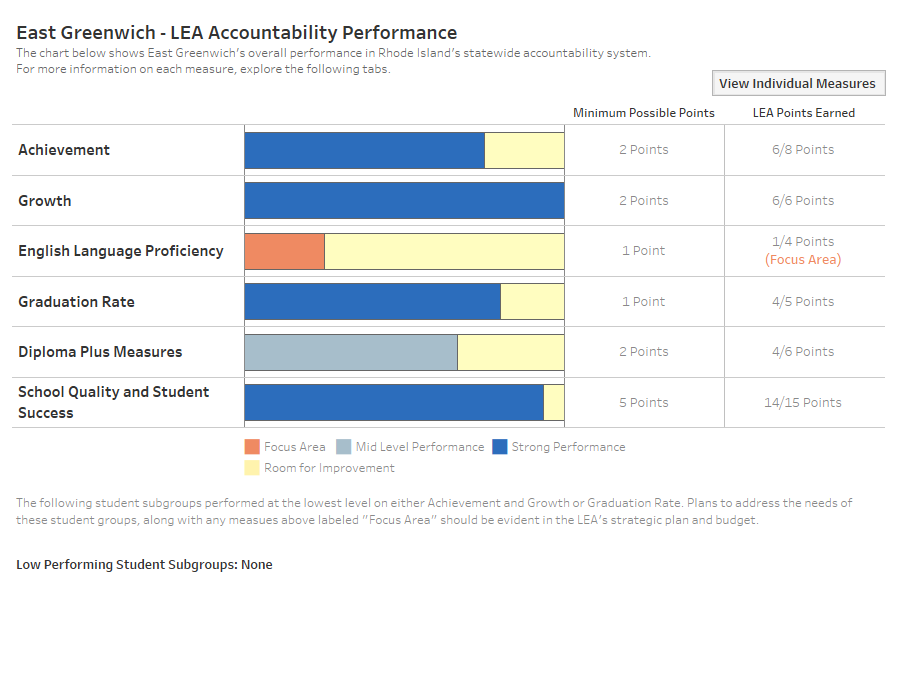 East Greenwich - LEA Accountability Performance
The chart below shows East Greenwich's overall performance in Rhode Island's statewide accountability system.
For more information on each measure, explore the following tabs.
View Individual Measures
Minimum Possible Points LEA Points Earned
Achievement 2 Points 6/8 Points
Growth 2 Points 6/6 Points
English Language Proficiency 1 Point 1/4 Points
(Focus Area)
Graduation Rate 1 Point 4/5 Points
Diploma Plus Measures 2 Points 4/6 Points
School Quality and Student
Success 5 Points 14/15 Points
Focus Area Mid Level Performance Strong Performance
Room for Improvement
The following student subgroups performed at the lowest level on either Achievement and Growth or Graduation Rate. Plans to address the needs of
these student groups, along with any measues above labeled "Focus Area" should be evident in the LEA's strategic plan and budget.
Low Performing Student Subgroups: None